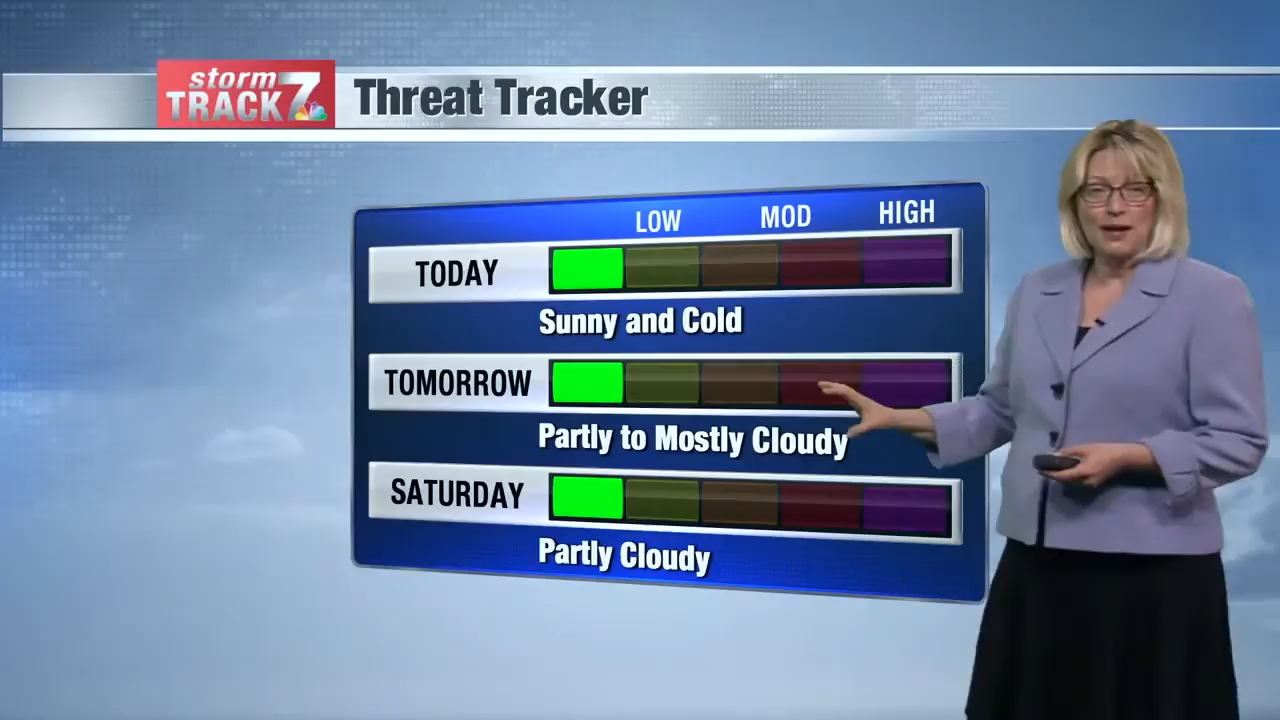 storm
TRACK 7
Threat Tracker
LOW MOD HIGH
TODAY
Sunny and Cold
TOMORROW
Partly to Mostly Cloudy
SATURDAY
Partly Cloudy